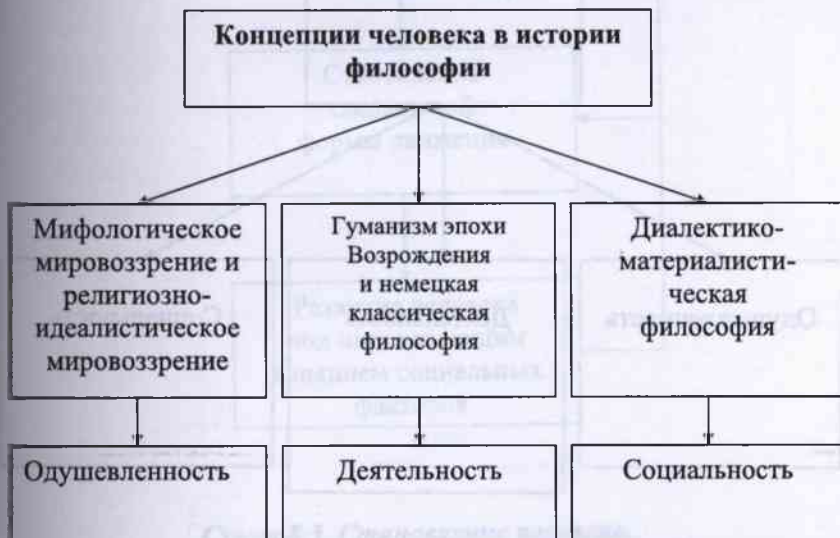 Концепции человека в истории
философии
Мифологическое
мировоззрение и
религиозно-
идеалистическое
мировоззрение
Гуманизм эпохи
Возрождения
и немецкая
классическая
философия
Диалектико-
материалисти-
ческая
философия
Одушевленность
Деятельность
Социальность